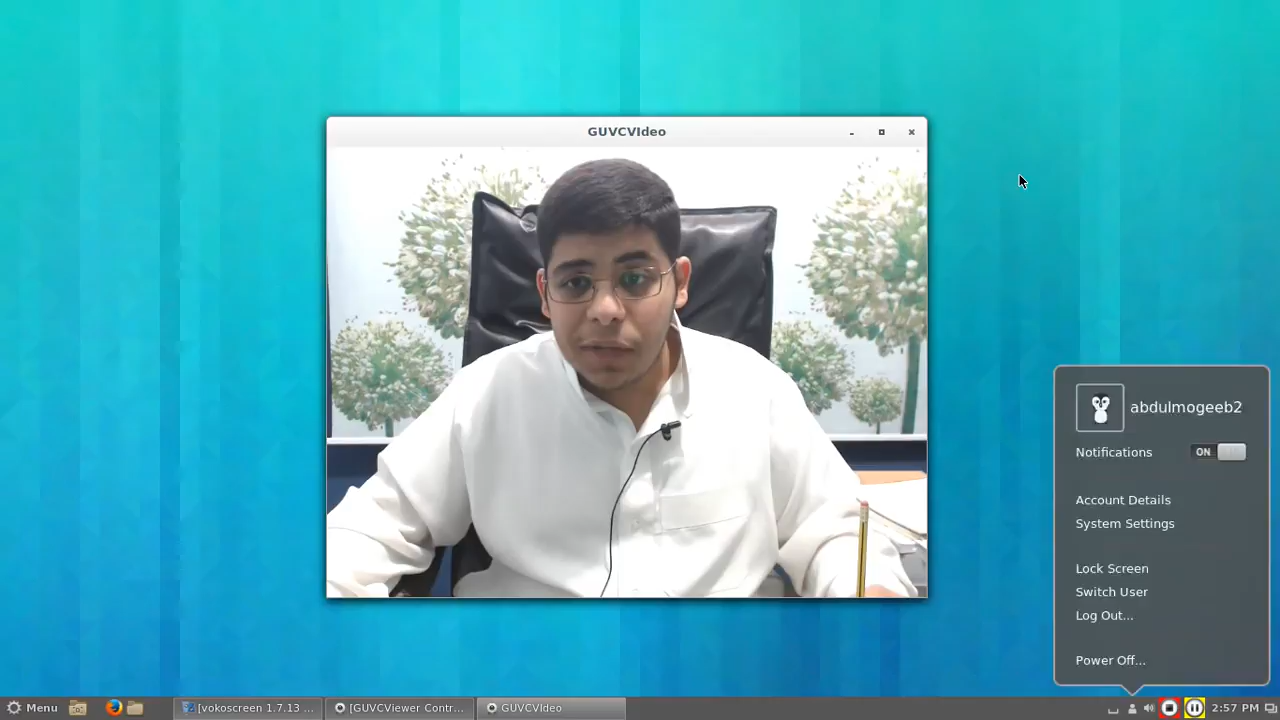 GUVCVIdeo
abdulmogeeb2
Notifications ON
Account Details
System Settings
Lock Screen
Switch User
Log Out...
Power Off...
Menu [vokoscreen 1.7.13 ... [GUVCViewer Contr... GUVCVIdeo 2:57 PM